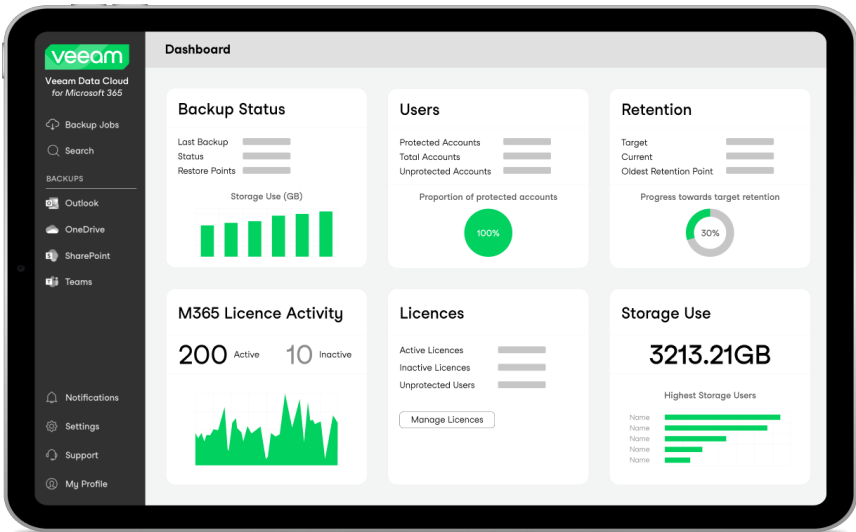 veeam
Veeam Data Cloud
for Microsoft 365
Backup Jobs
Search
BACKUPS
Outlook
OneDrive
SharePoint
Teams
Notifications
Settings
Support
My Profile
Dashboard
Backup Status
Last Backup
Status
Restore Points
Storage Use (GB)
Users
Protected Accounts
Total Accounts
Unprotected Accounts
Proportion of protected accounts
100%
Retention
Target
Current
Oldest Retention Point
Progress towards target retention
30%
M365 Licence Activity
200 Active 10 Inactive
Licences
Active Licences
Inactive Licences
Unprotected Users
Manage Licences
Storage Use
3213.21GB
Highest Storage Users
Name
Name
Name
Name
Name